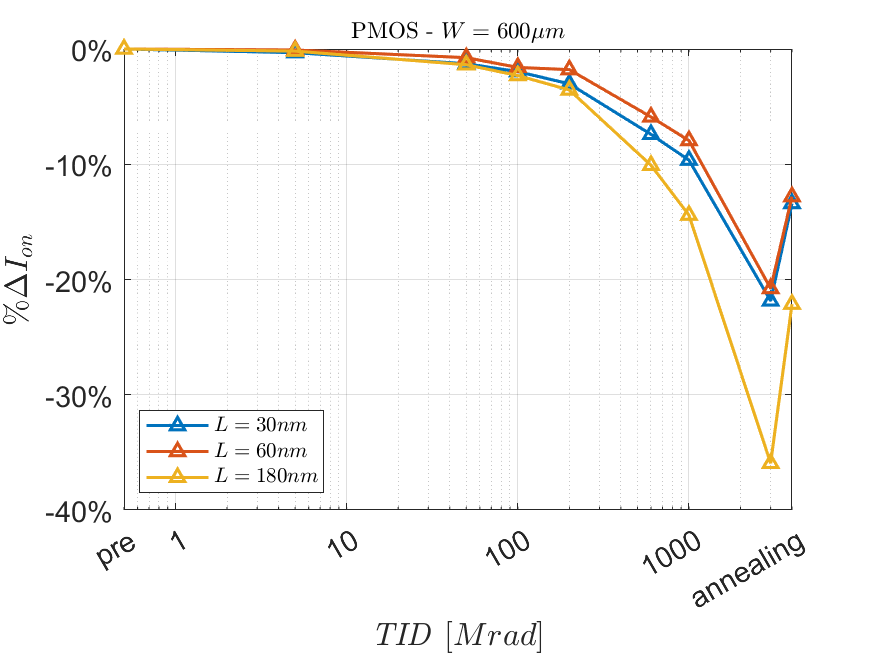 PMOS - W = 600μm
0%
-10%
-20%
-30%
-40%
%ΔI_on
L = 30nm
L = 60nm
L = 180nm
pre 1 10 100 1000 annealing
TID [Mrad]